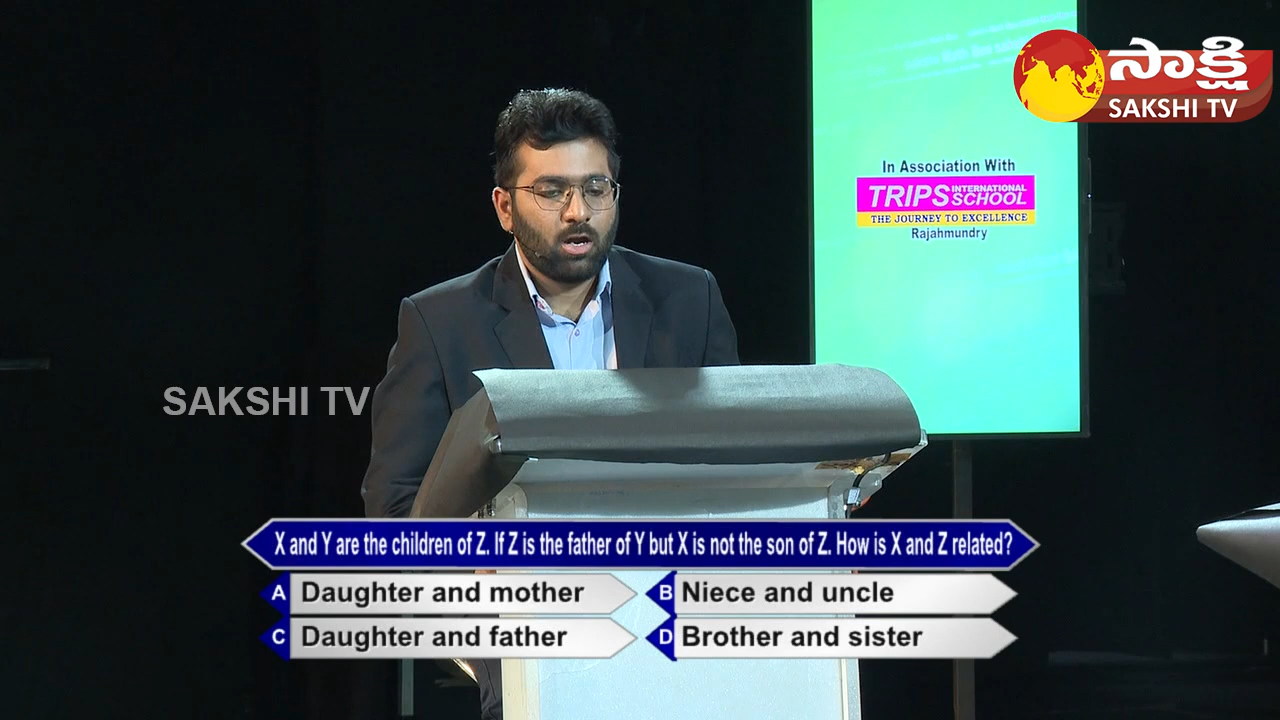 సాక్షి
SAKSHI TV
In Association With
TRIPS INTERNATIONAL SCHOOL
THE JOURNEY TO EXCELLENCE
Rajahmundry
SAKSHI TV
X and Y are the children of Z. If Z is the father of Y but X is not the son of Z. How is X and Z related?
A Daughter and mother
B Niece and uncle
C Daughter and father
D Brother and sister